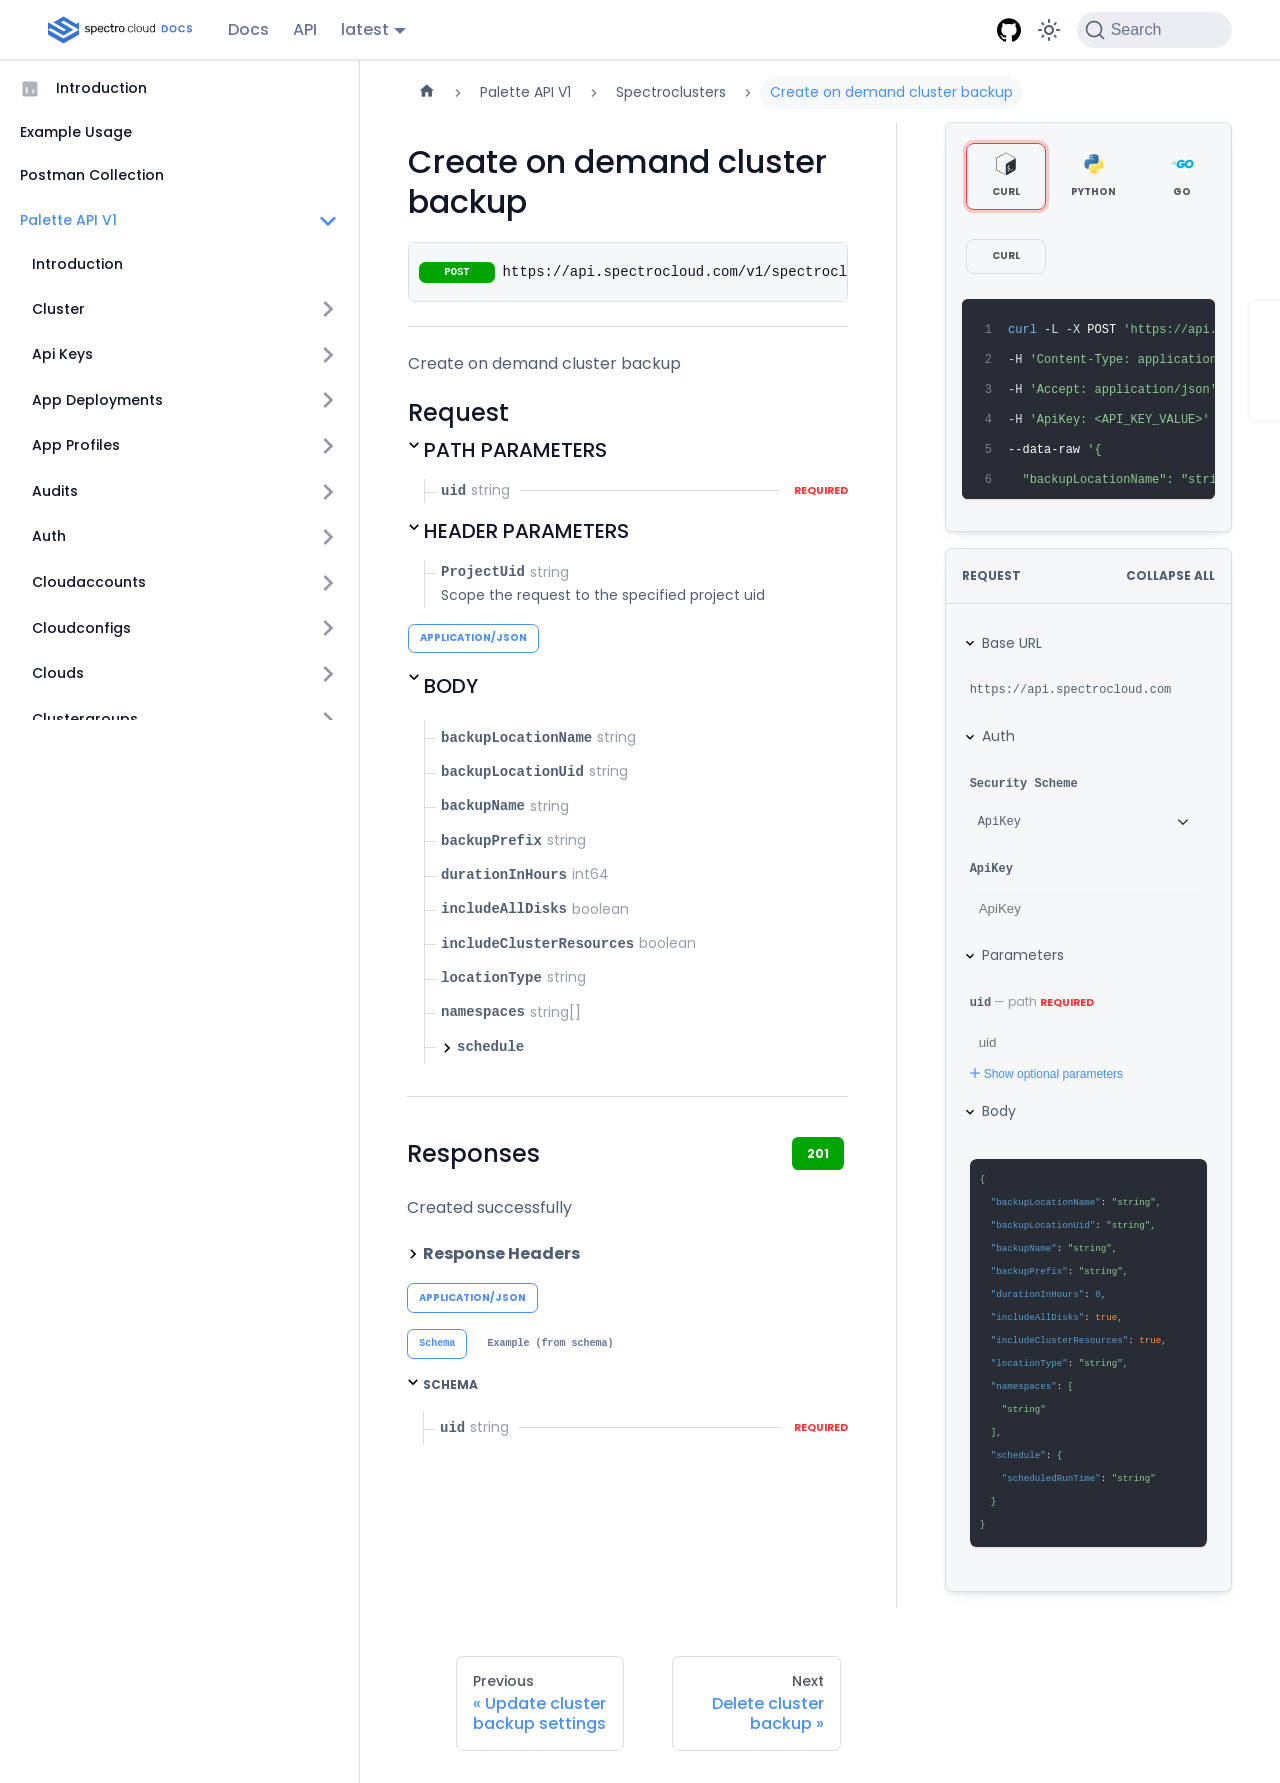 spectro cloud DOCS
Docs
API
latest
Search
Introduction
Example Usage
Postman Collection
Palette API V1
Introduction
Cluster
Api Keys
App Deployments
App Profiles
Audits
Auth
Cloudaccounts
Cloudconfigs
Clouds
Clustergroups
Palette API V1
Spectroclusters
Create on demand cluster backup
Create on demand cluster
backup
POST https://api.spectrocloud.com/v1/spectrocl
Create on demand cluster backup
Request
PATH PARAMETERS
uid string REQUIRED
HEADER PARAMETERS
ProjectUid string
Scope the request to the specified project uid
APPLICATION/JSON
BODY
backupLocationName string
backupLocationUid string
backupName string
backupPrefix string
durationInHours int64
includeAllDisks boolean
includeClusterResources boolean
locationType string
namespaces string[]
schedule
Responses
201
Created successfully
Response Headers
APPLICATION/JSON
Schema Example (from schema)
SCHEMA
uid string REQUIRED
CURL
PYTHON
GO
GO
CURL
1 curl -L -X POST 'https://api.
2 -H 'Content-Type: application
3 -H 'Accept: application/json'
4 -H 'ApiKey: <API_KEY_VALUE>'
5 --data-raw '{
6 "backupLocationName": "stri
REQUEST COLLAPSE ALL
Base URL
https://api.spectrocloud.com
Auth
Security Scheme
ApiKey
ApiKey
ApiKey
Parameters
uid — path REQUIRED
uid
Show optional parameters
Body
{
"backupLocationName": "string",
"backupLocationUid": "string",
"backupName": "string",
"backupPrefix": "string",
"durationInHours": 0,
"includeAllDisks": true,
"includeClusterResources": true,
"locationType": "string",
"namespaces": [
"string"
],
"schedule": {
"scheduledRunTime": "string"
}
}
Previous
« Update cluster
backup settings
Next
Delete cluster
backup »